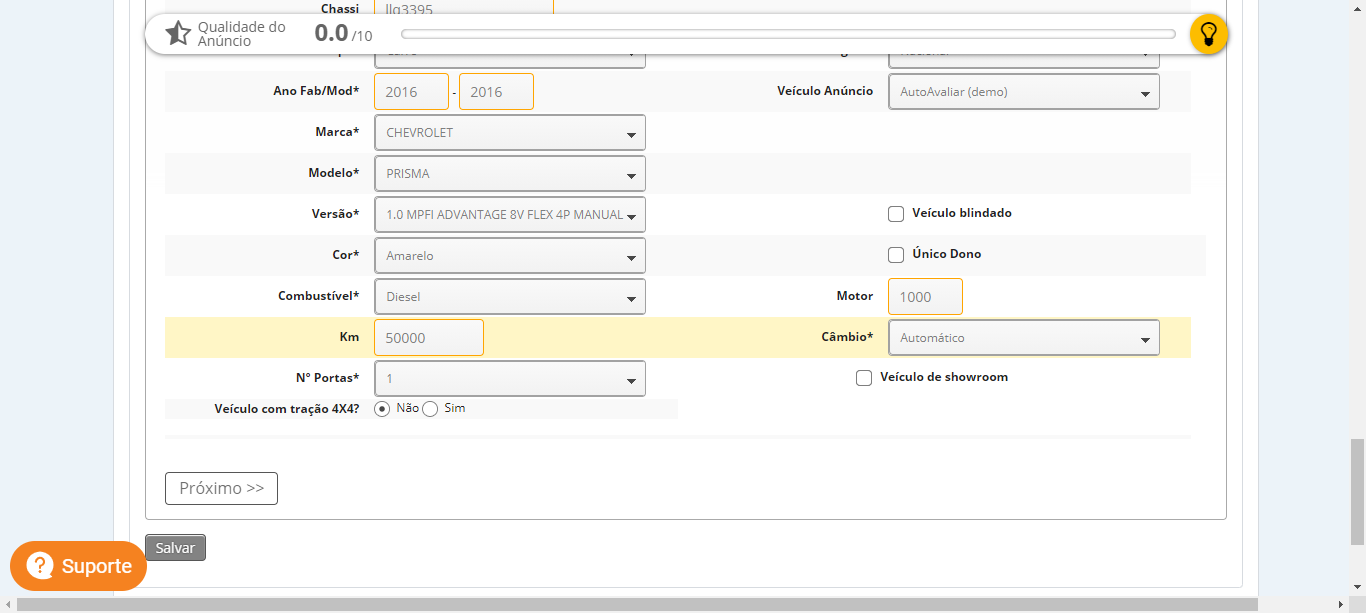 Chassi
Qualidade do
Anúncio
0.0 /10
Ano Fab/Mod* 2016 - 2016 Veículo Anúncio AutoAvaliar (demo)
Marca* CHEVROLET
Modelo* PRISMA
Versão* 1.0 MPFI ADVANTAGE 8V FLEX 4P MANUAL Veículo blindado
Cor* Amarelo Único Dono
Combustível* Diesel Motor 1000
Km 50000 Câmbio* Automático
Nº Portas* 1 Veículo de showroom
Veículo com tração 4X4? Não Sim
Próximo >>
Salvar
? Suporte